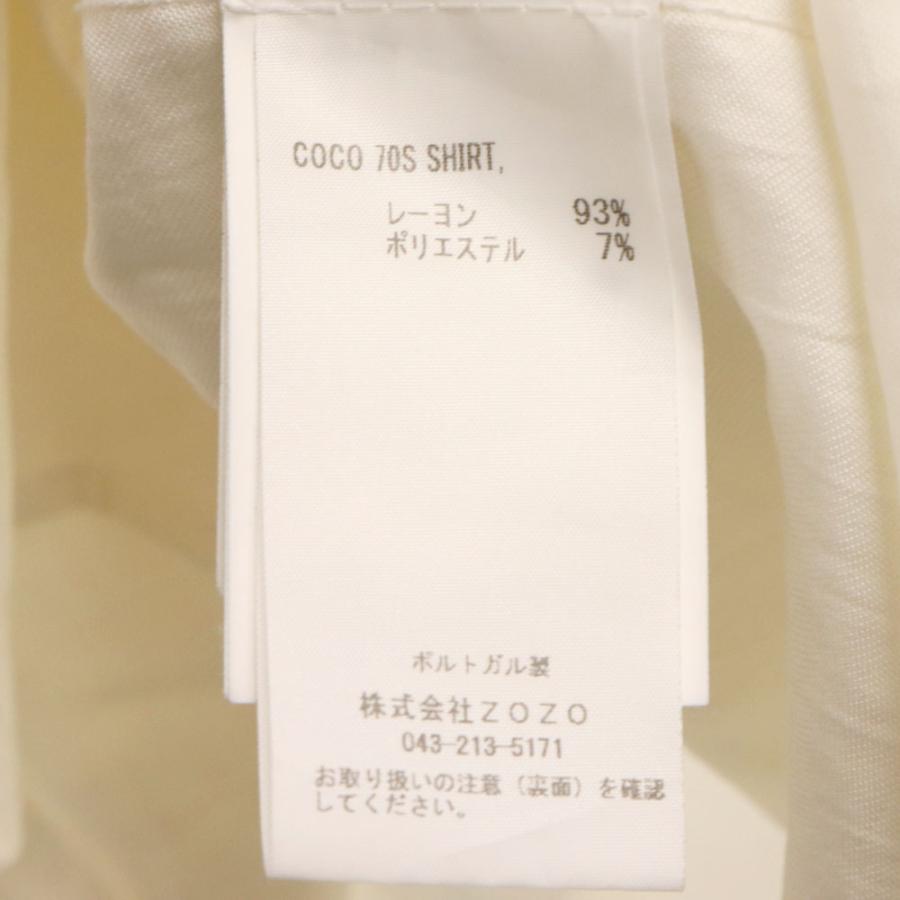 COCO 70S SHIRT,
レーヨン 93%
ポリエステル 7%
ポルトガル製
株式会社ZOZO
043-213-5171
お取り扱いの注意（裏面）を確認
してください。